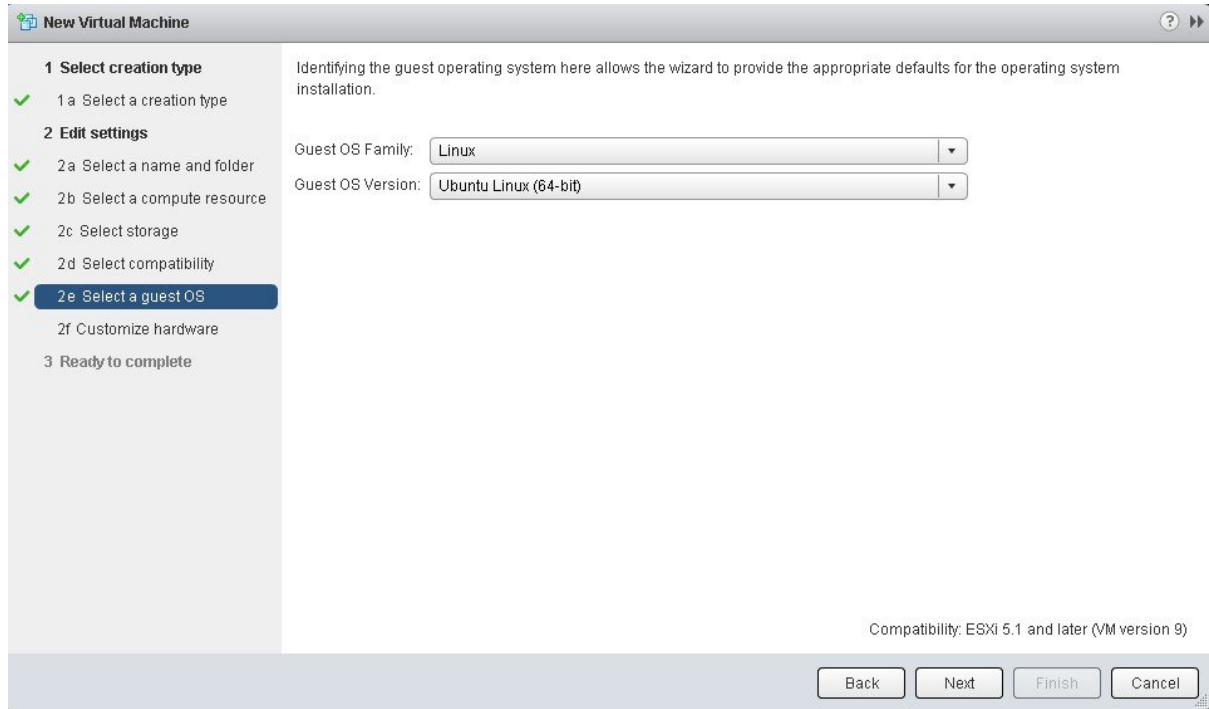 New Virtual Machine
1 Select creation type
1a Select a creation type
2 Edit settings
2a Select a name and folder
2b Select a compute resource
2c Select storage
2d Select compatibility
2e Select a guest OS
2f Customize hardware
3 Ready to complete
Identifying the guest operating system here allows the wizard to provide the appropriate defaults for the operating system
installation.
Guest OS Family: Linux
Guest OS Version: Ubuntu Linux (64-bit)
Compatibility: ESXi 5.1 and later (VM version 9)
Back Next Finish Cancel